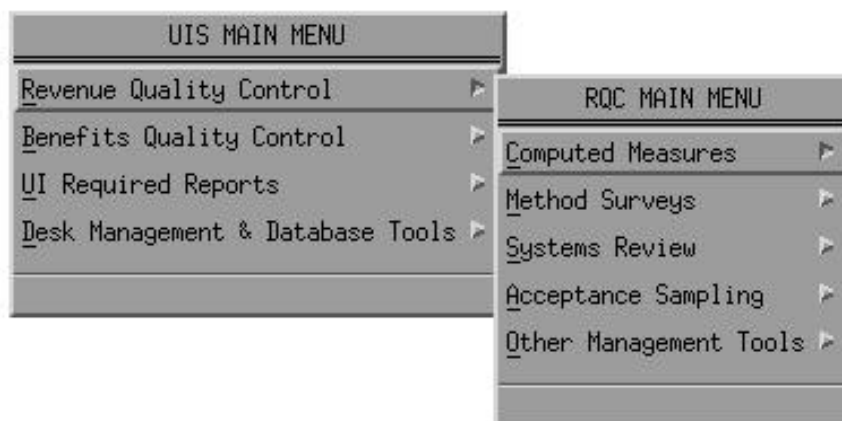 UIS MAIN MENU
Revenue Quality Control
Benefits Quality Control
UI Required Reports
Desk Management & Database Tools
RQC MAIN MENU
Computed Measures
Method Surveys
Systems Review
Acceptance Sampling
Other Management Tools